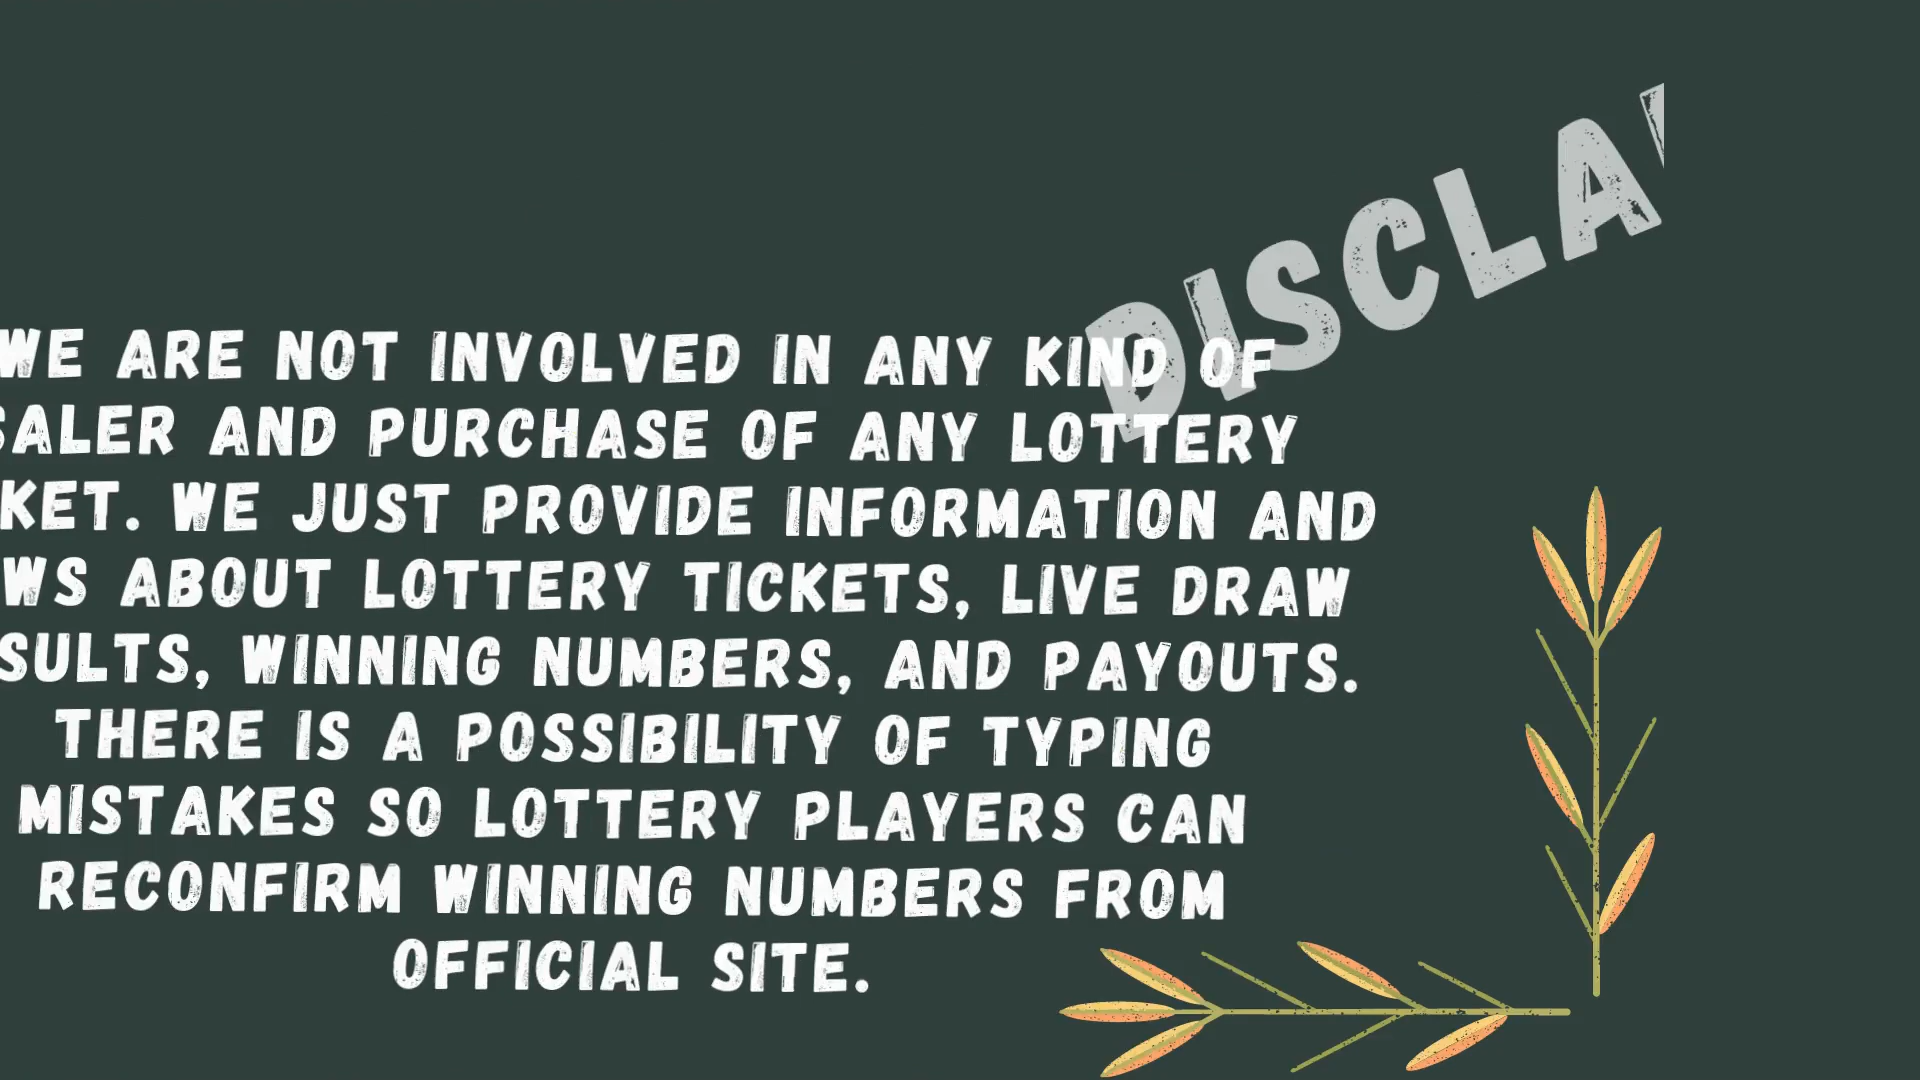 DISCLAI
WE ARE NOT INVOLVED IN ANY KIND OF
SALER AND PURCHASE OF ANY LOTTERY
KET. WE JUST PROVIDE INFORMATION AND
WS ABOUT LOTTERY TICKETS, LIVE DRAW
SULTS, WINNING NUMBERS, AND PAYOUTS.
THERE IS A POSSIBILITY OF TYPING
MISTAKES SO LOTTERY PLAYERS CAN
RECONFIRM WINNING NUMBERS FROM
OFFICIAL SITE.